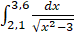 ∫_{2,1}^{3,6} dx/√(x²−3)